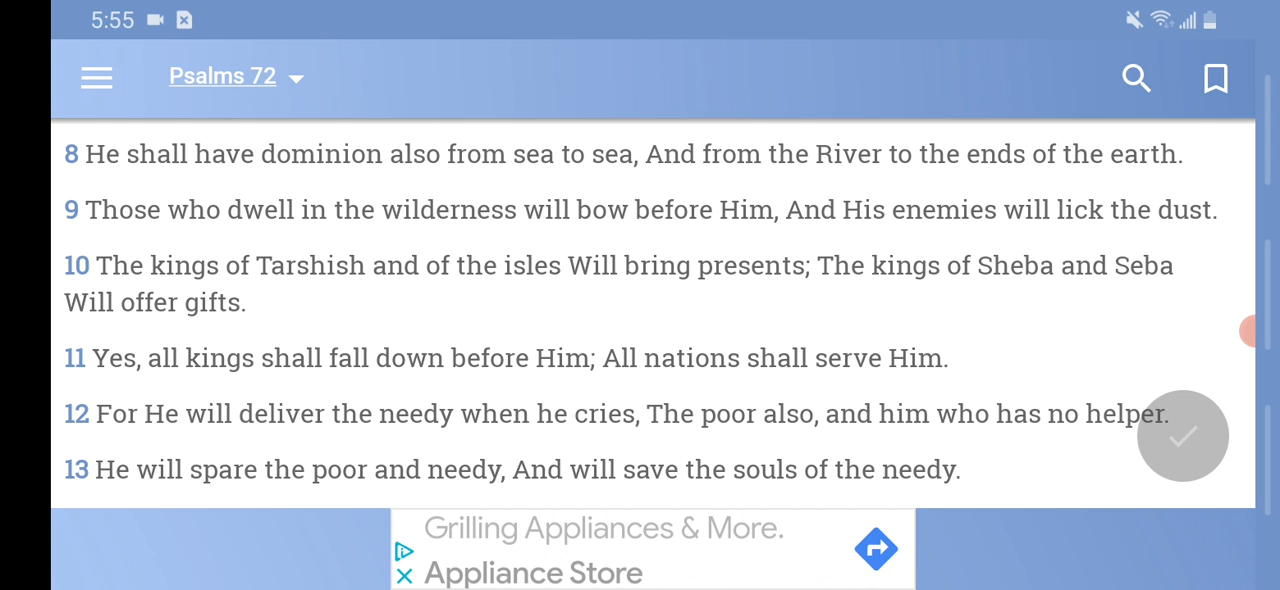 5:55
Psalms 72
8 He shall have dominion also from sea to sea, And from the River to the ends of the earth.
9 Those who dwell in the wilderness will bow before Him, And His enemies will lick the dust.
10 The kings of Tarshish and of the isles Will bring presents; The kings of Sheba and Seba
Will offer gifts.
11 Yes, all kings shall fall down before Him; All nations shall serve Him.
12 For He will deliver the needy when he cries, The poor also, and him who has no helper.
13 He will spare the poor and needy, And will save the souls of the needy.
Grilling Appliances & More.
Appliance Store